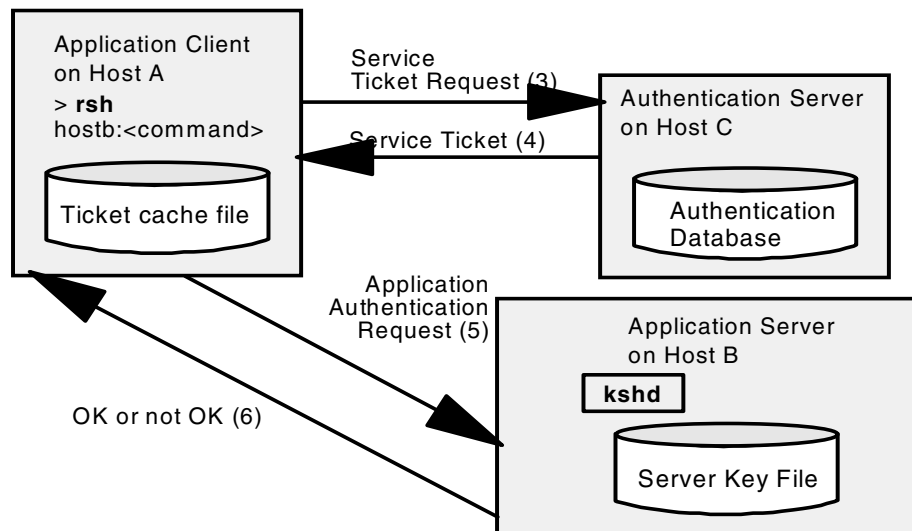 Application Client
on Host A
> rsh
hostb:<command>
Ticket cache file
Service
Ticket Request (3)
Service Ticket (4)
Authentication Server
on Host C
Authentication
Database
Application
Authentication
Request (5)
OK or not OK (6)
Application Server
on Host B
kshd
Server Key File